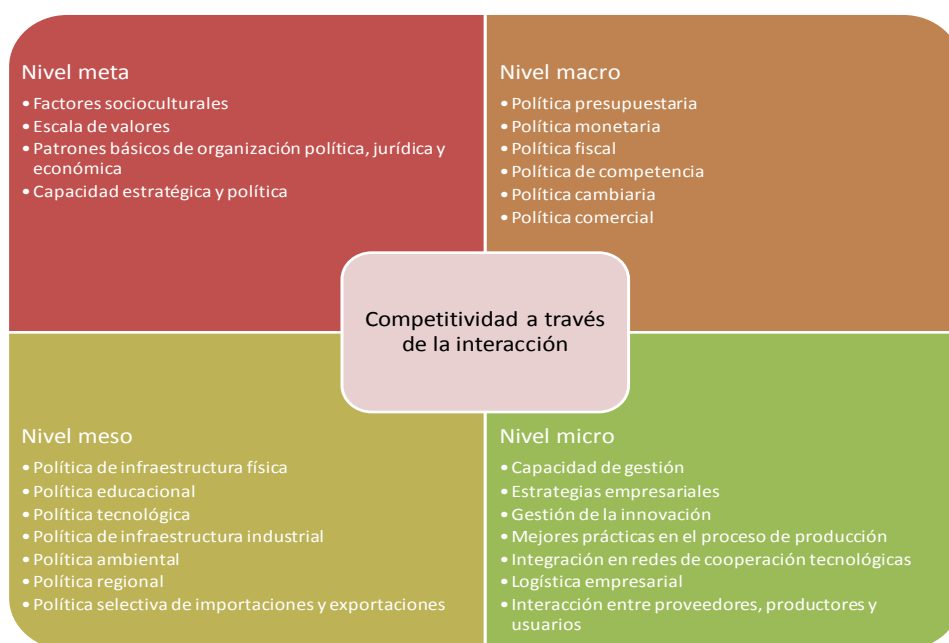 Nivel meta
• Factores socioculturales
• Escala de valores
• Patrones básicos de organización política, jurídica y
económica
• Capacidad estratégica y política
Nivel macro
• Política presupuestaria
• Política monetaria
• Política fiscal
• Política de competencia
• Política cambiaria
• Política comercial
Competitividad a través
de la interacción
Nivel meso
• Política de infraestructura física
• Política educacional
• Política tecnológica
• Política de infraestructura industrial
• Política ambiental
• Política regional
• Política selectiva de importaciones y exportaciones
Nivel micro
• Capacidad de gestión
• Estrategias empresariales
• Gestión de la innovación
• Mejores prácticas en el proceso de producción
• Integración en redes de cooperación tecnológicas
• Logística empresarial
• Interacción entre proveedores, productores y
usuarios